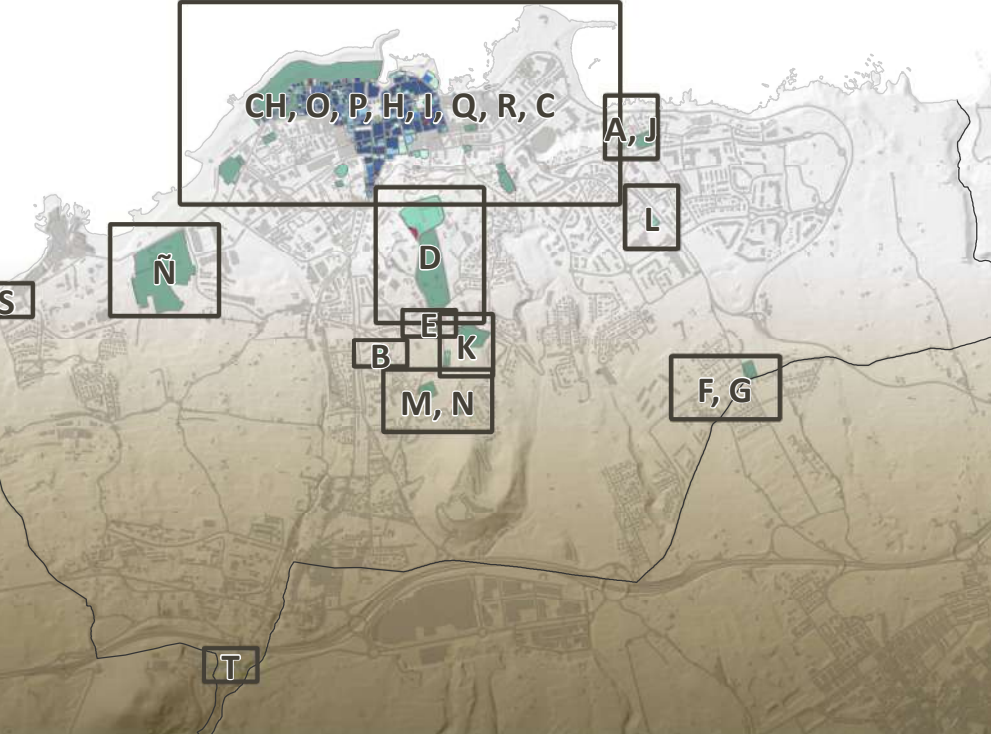 CH, O, P, H, I, Q, R, C
A, J
L
D
Ñ
S
E
K
B
F, G
M, N
T